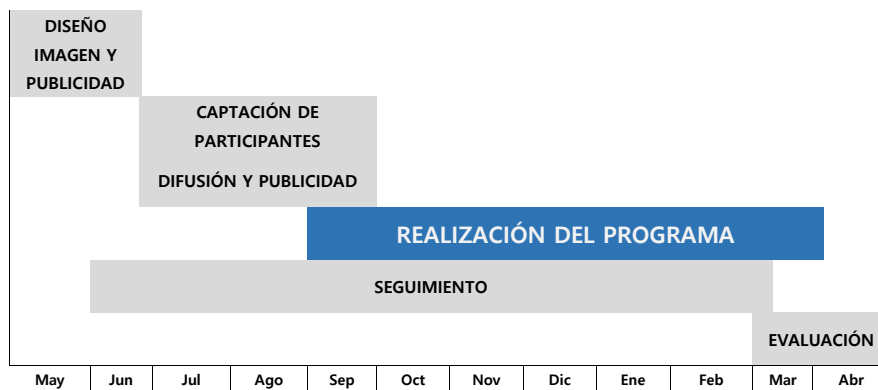 DISEÑO
IMAGEN Y
PUBLICIDAD
CAPTACIÓN DE
PARTICIPANTES
DIFUSIÓN Y PUBLICIDAD
REALIZACIÓN DEL PROGRAMA
SEGUIMIENTO
EVALUACIÓN
May Jun Jul Ago Sep Oct Nov Dic Ene Feb Mar Abr